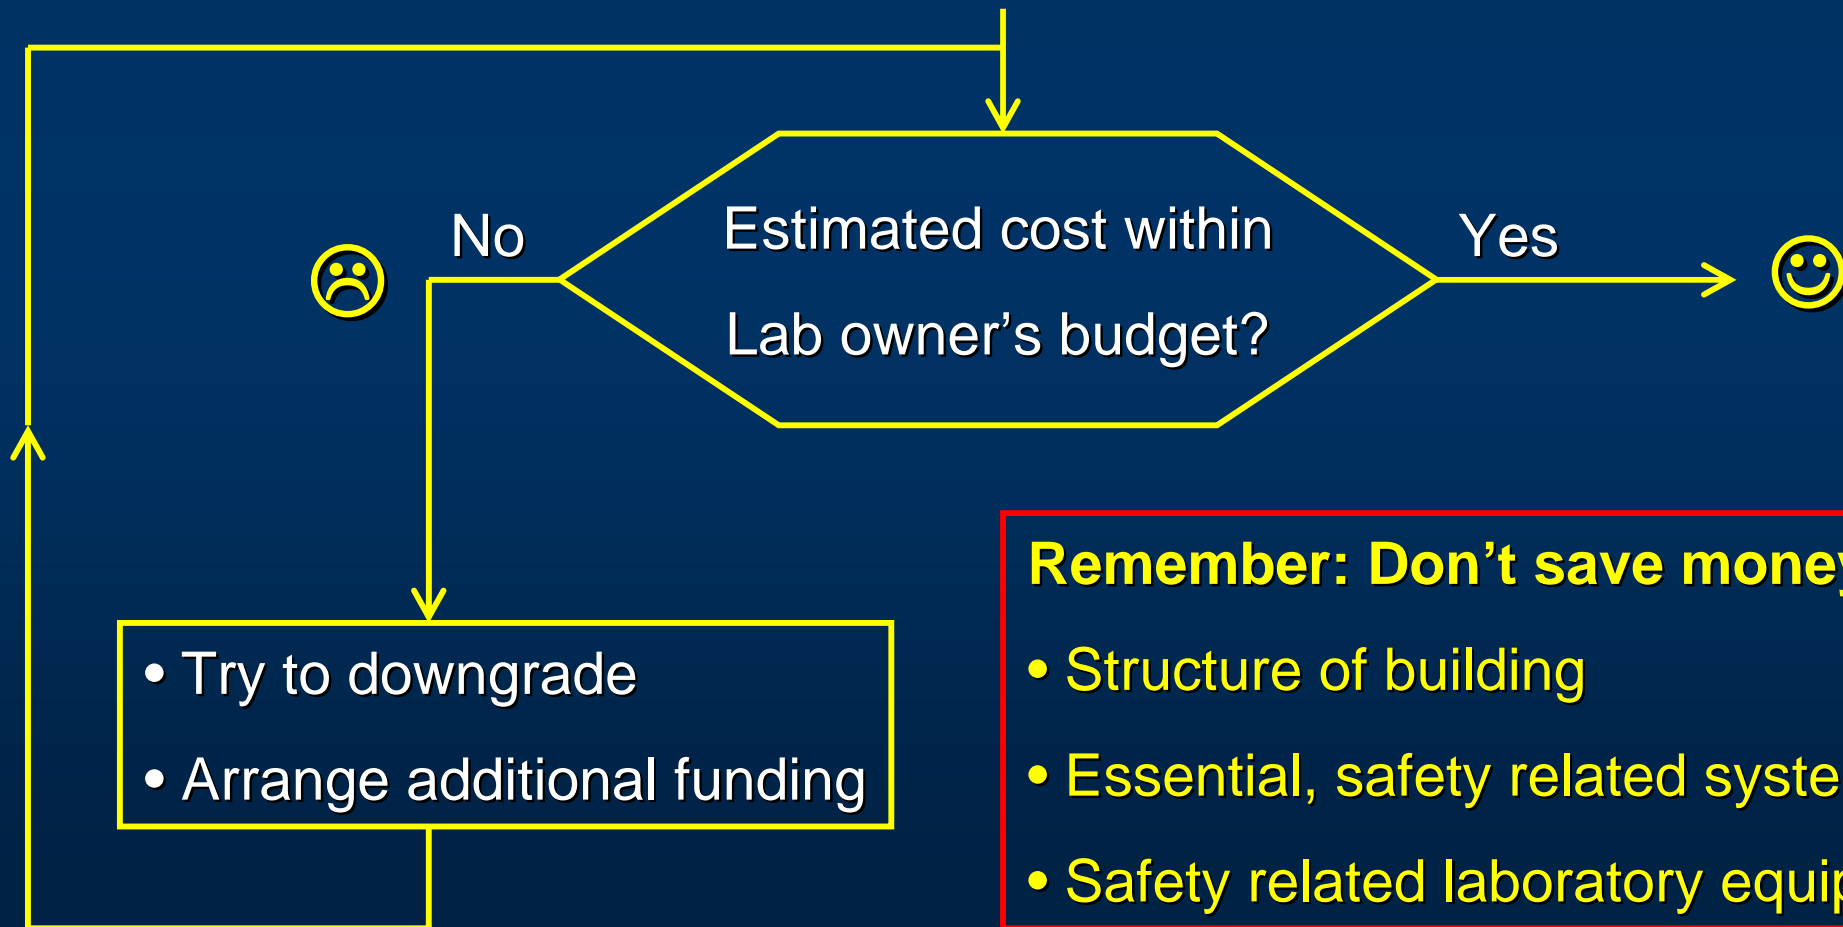 No
Estimated cost within
Lab owner's budget?
Yes
• Try to downgrade
• Arrange additional funding
Remember: Don't save money
• Structure of building
• Essential, safety related
• Safety related laboratory